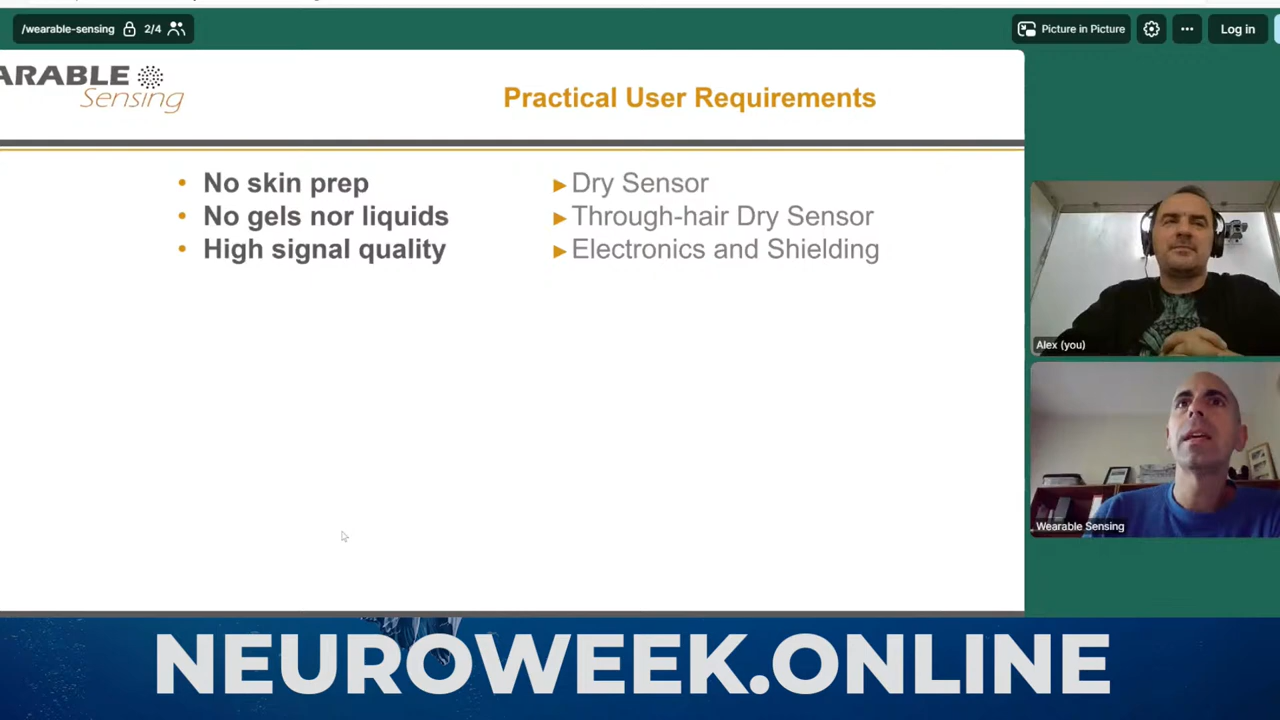 /wearable-sensing 2/4
Picture in Picture
Log in
ARABLE
Sensing
Practical User Requirements
• No skin prep
► Dry Sensor
• No gels nor liquids
► Through-hair Dry Sensor
• High signal quality
► Electronics and Shielding
Alex (you)
Wearable Sensing
NEUROWEEK.ONLINE